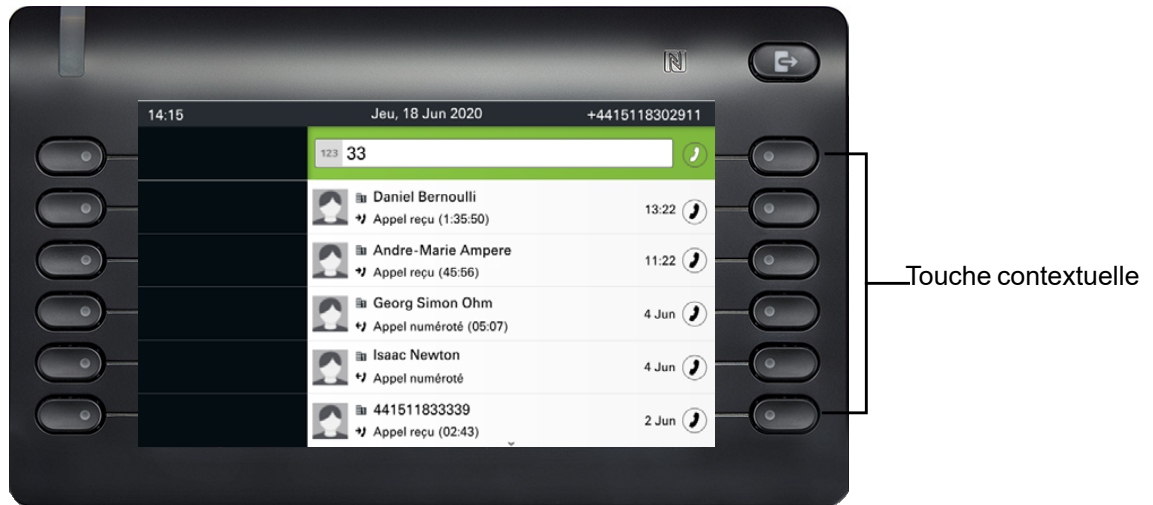 14:15 Jeu, 18 Jun 2020 +4415118302911
123 33
Daniel Bernoulli
Appel reçu (1:35:50) 13:22
Andre-Marie Ampere
Appel reçu (45:56) 11:22
Georg Simon Ohm
Appel numéroté (05:07) 4 Jun
Isaac Newton
Appel numéroté 4 Jun
441511833339
Appel reçu (02:43) 2 Jun
Touche contextuelle